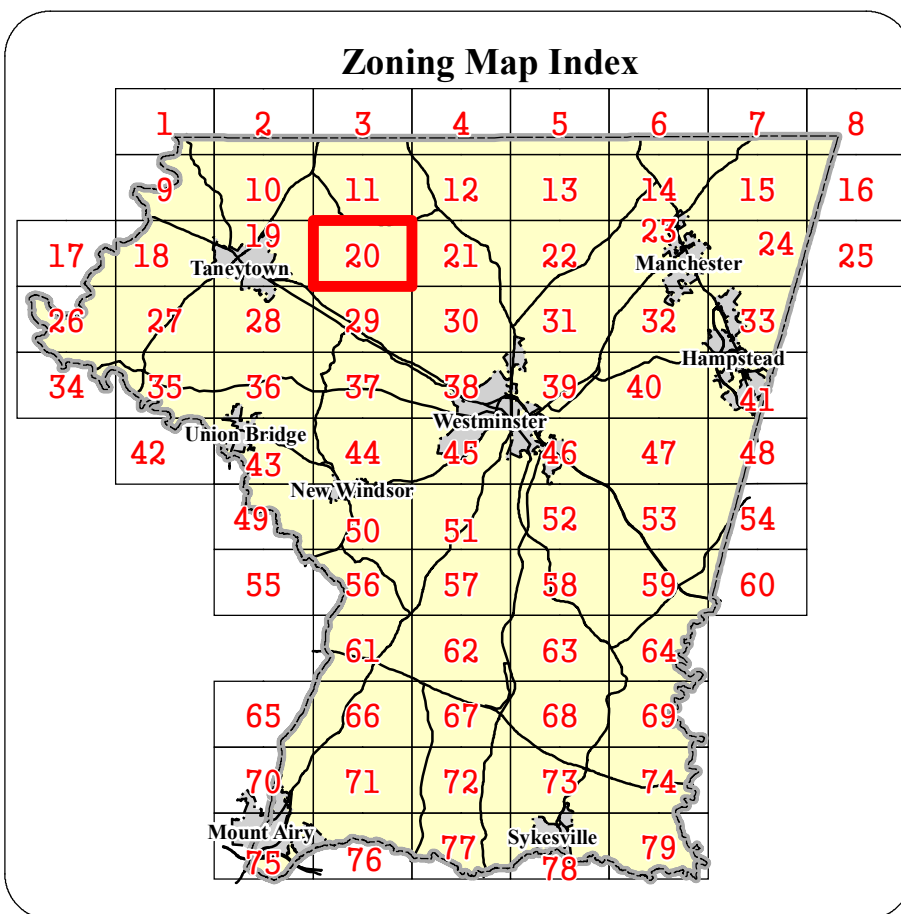 Zoning Map Index
1 2 3 4 5 6 7 8
9 10 11 12 13 14 15 16
17 18 19 20 21 22 23 24 25
Taneytown
Manchester
26 27 28 29 30 31 32 33
Hampstead
34 35 36 37 38 39 40 41
Westminster
Union Bridge
42 43 44 45 46 47 48
New Windsor
49 50 51 52 53 54
55 56 57 58 59 60
61 62 63 64
65 66 67 68 69
70 71 72 73 74
Mount Airy
Sykesville
75 76 77 78 79